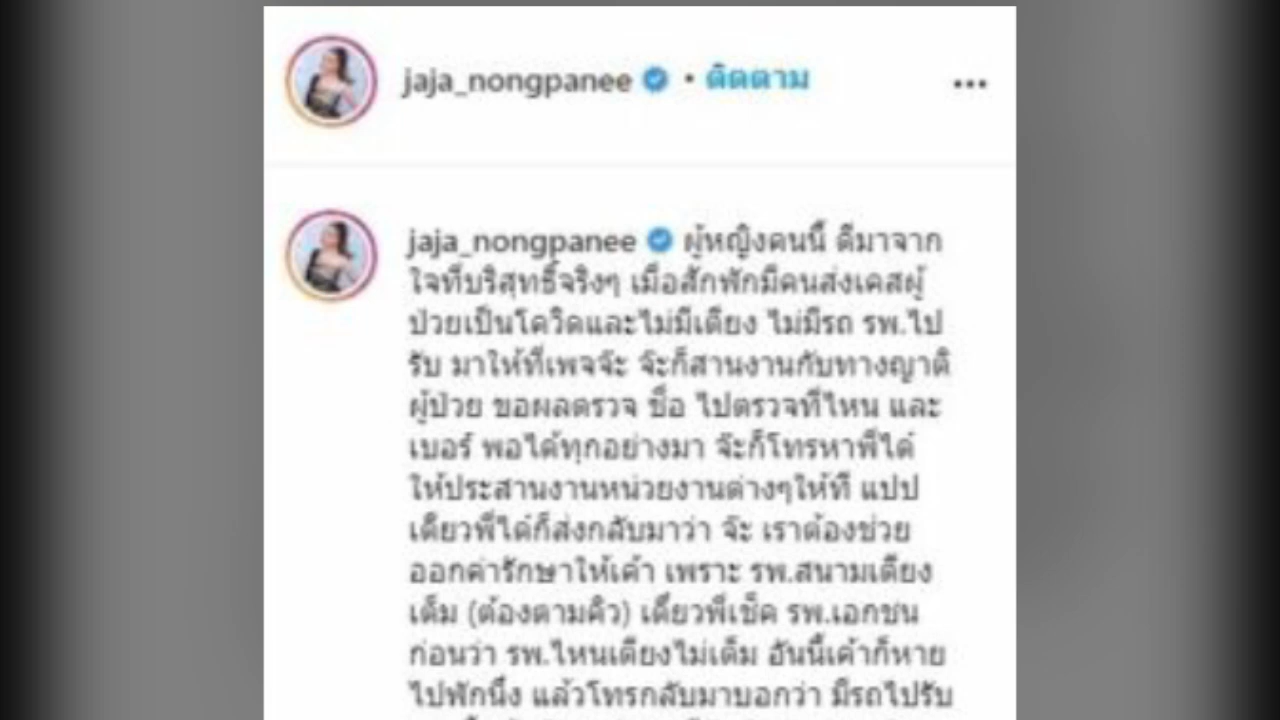 jaja_nongpanee • ติดตาม
jaja_nongpanee ผู้หญิงคนนี้ ดีมาจาก
ใจที่บริสุทธิ์จริงๆ เมื่อสักพักมีคนส่งเคสผู้
ป่วยเป็นโควิดและไม่มีเตียง ไม่มีรถ รพ.ไป
รับ มาให้ที่เพจจ๊ะ จ๊ะก็สานงานกับทางญาติ
ผู้ป่วย ขอผลตรวจ ชื่อ ไปตรวจที่ไหน และ
เบอร์ พอได้ทุกอย่างมา จ๊ะก็โทรหาพี่ได๋
ให้ประสานงานหน่วยงานต่างๆให้ที แปป
เดียวพี่ได๋ก็ส่งกลับมาว่า จ๊ะ เราต้องช่วย
ออกค่ารักษาให้เค้า เพราะ รพ.สนามเตียง
เต็ม (ต้องตามคิว) เดี๋ยวพี่เช็ค รพ.เอกชน
ก่อนว่า รพ.ไหนเตียงไม่เต็ม อันนี้เค้าก็หาย
ไปพักนึ่ง แล้วโทรกลับมาบอกว่า มีรถไปรับ